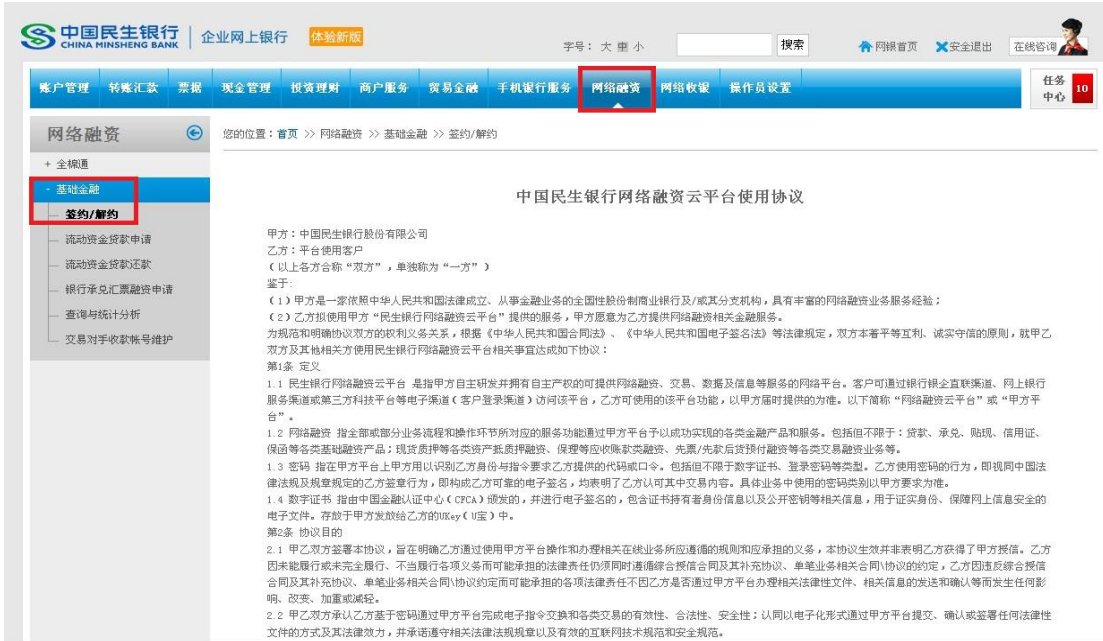 中国民生银行
CHINA MINSHENG BANK
企业网上银行
体验新版
字号： 大 重 小
搜索
网银首页
安全退出
在线咨询
账户管理 转账汇款 票据 现金管理 投资理财 商户服务 贸易金融 手机银行服务 网络融资 网络收银 操作员设置
任务中心 10
网络融资
您的位置：首页 >> 网络融资 >> 基础金融 >> 签约/解约
+ 全棉通
- 基础金融
签约/解约
流动资金贷款申请
流动资金贷款还款
银行承兑汇票融资申请
查询与统计分析
交易对手收款帐号维护
中国民生银行网络融资云平台使用协议
甲方：中国民生银行股份有限公司
乙方：平台使用客户
（以上各方合称“双方”，单独称为“一方”）
鉴于：
（1）甲方是一家依照中华人民共和国法律成立、从事金融业务的全国性股份制商业银行及/或其分支机构，具有丰富的网络融资业务服务经验；
（2）乙方拟使用甲方“民生银行网络融资云平台”提供的服务，甲方愿意为乙方提供网络融资相关金融服务。
为规范和明确协议双方的权利义务关系，根据《中华人民共和国合同法》、《中华人民共和国电子签名法》等法律规定，双方本着平等互利、诚实守信的原则，就甲乙
双方及其他相关方使用民生银行网络融资云平台相关事宜达成如下协议：
第1条 定义
1.1 民生银行网络融资云平台 是指甲方自主研发并拥有自主产权的可提供网络融资、交易、数据及信息等服务的网络平台。客户可通过银行银企直联渠道、网上银行
服务渠道或第三方科技平台等电子渠道（客户登录渠道）访问该平台，乙方可使用的该平台功能，以甲方届时提供的为准。以下简称“网络融资云平台”或“甲方平
台”。
1.2 网络融资 指全部或部分业务流程和操作环节所对应的服务功能通过甲方平台予以成功实现的各类金融产品和服务。包括但不限于：贷款、承兑、贴现、信用证、
保函等各类基础融资产品；现货质押等各类资产抵质押融资、保理等应收账款类融资、先票/先款后货预付融资等各类交易融资业务等。
1.3 密码 指在甲方平台上甲方用以识别乙方身份与指令要求乙方提供的代码或口令。包括但不限于数字证书、登录密码等类型。乙方使用密码的行为，即视同中国法
律法规及规章规定的乙方签章行为，即构成乙方可靠的电子签名，均表明了乙方认可其中交易内容。具体业务中使用的密码类别以甲方要求为准。
1.4 数字证书 指由中国金融认证中心（CFCA）颁发的，并进行电子签名的，包含证书持有者身份信息以及公开密钥等相关信息，用于证实身份、保障网上信息安全的
电子文件。存放于甲方发放给乙方的UKey（U宝）中。
第2条 协议目的
2.1 甲乙双方签署本协议，旨在明确乙方通过使用甲方平台操作和办理相关在线业务所应遵循的规则和应承担的义务，本协议生效并非表明乙方获得了甲方授信。乙方
因未能履行或未完全履行、不当履行各项义务而可能承担的法律责任仍须同时遵循综合授信合同及其补充协议、单笔业务相关合同\协议的约定，乙方因违反综合授信
合同及其补充协议、单笔业务相关合同\协议约定而可能承担的各项法律责任不因乙方是否通过甲方平台办理相关法律性文件、相关信息的发送和确认等而发生任何影
响、改变、加重或减轻。
2.2 甲乙双方承认乙方基于密码通过甲方平台完成电子指令交换和各类交易的有效性、合法性、安全性；认同以电子化形式通过甲方平台提交、确认或签署任何法律性
文件的方式及其法律效力，并承诺遵守相关法律法规规章以及有效的互联网技术规范和安全规范。